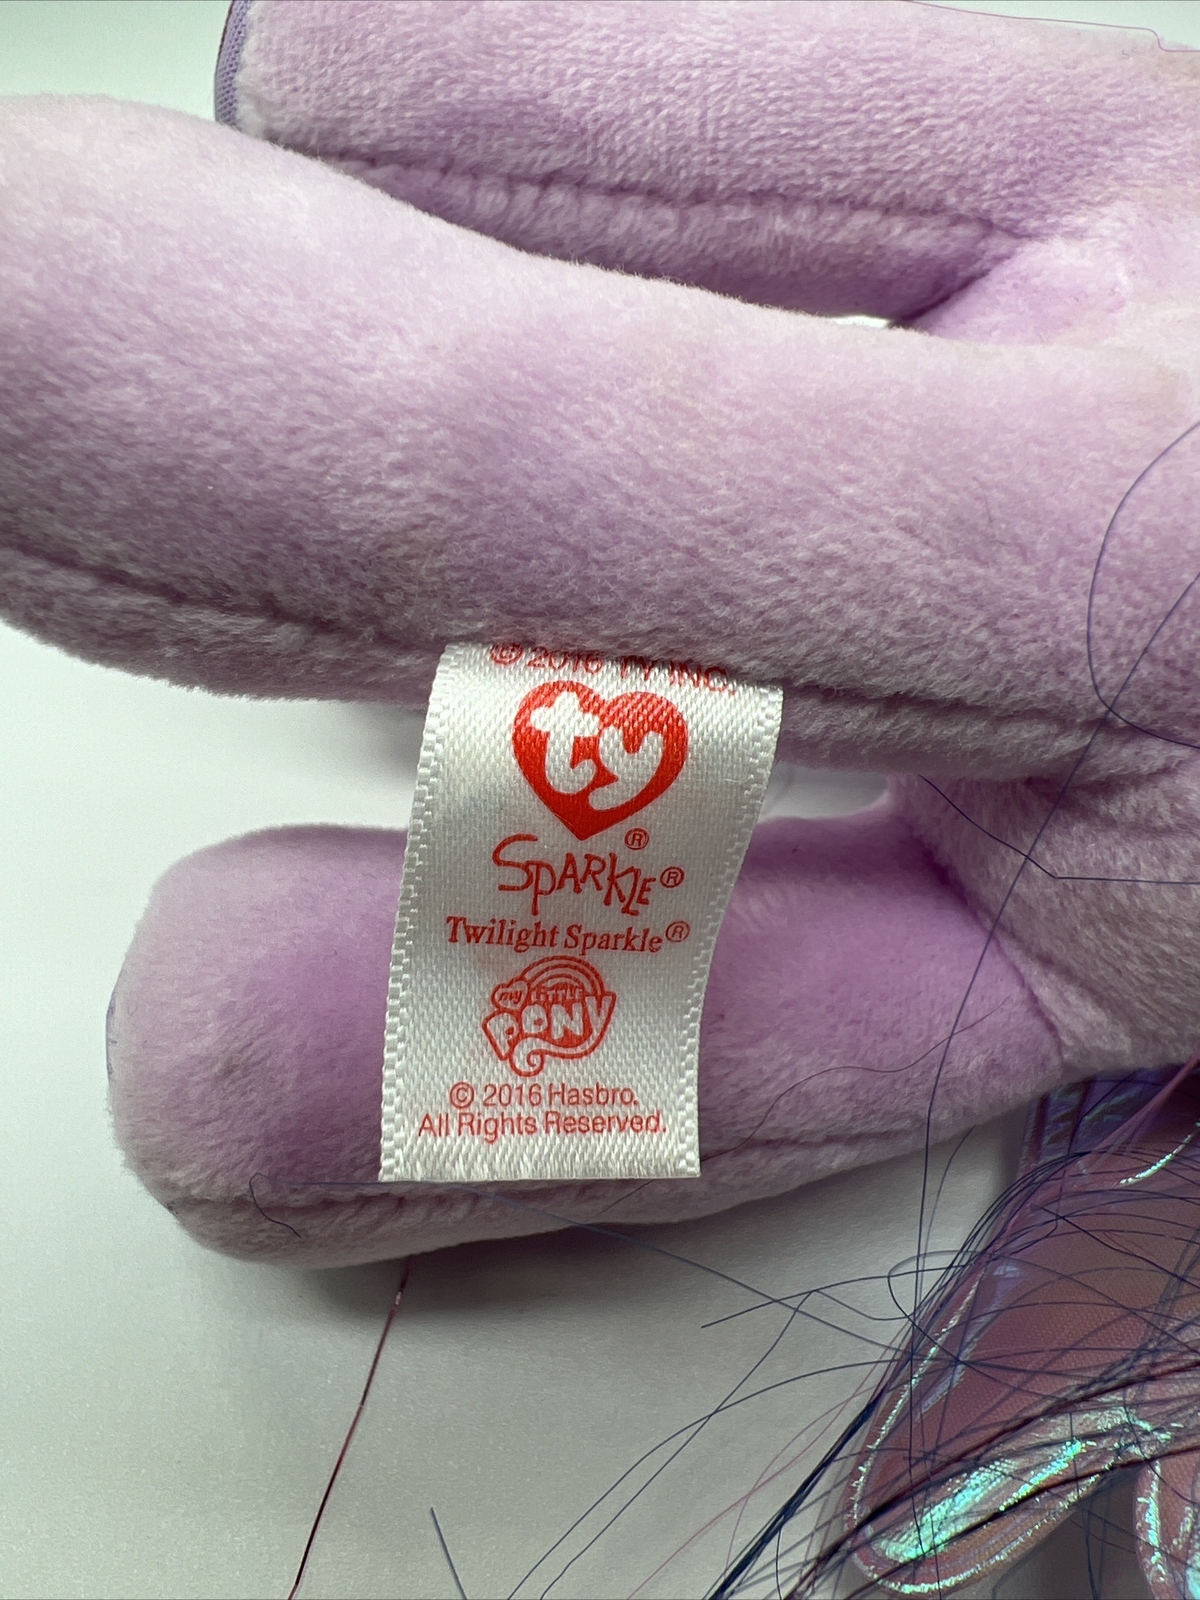 © 2016 TY INC.
ty®
SPARKLE®
Twilight Sparkle®
my LITTLE
PONY
© 2016 Hasbro.
All Rights Reserved.